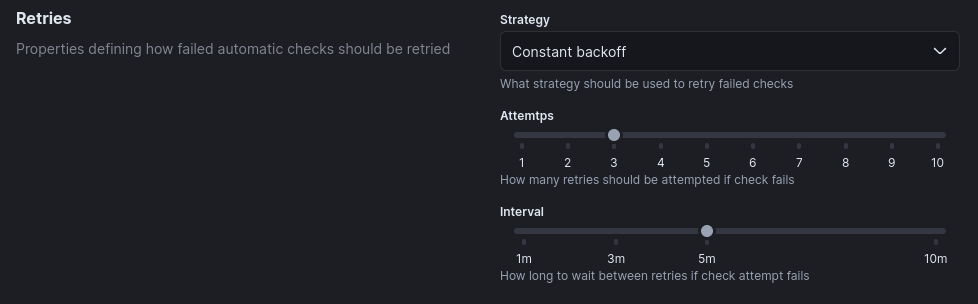 Retries
Properties defining how failed automatic checks should be retried
Strategy
Constant backoff
What strategy should be used to retry failed checks
Attemtps
1 2 3 4 5 6 7 8 9 10
How many retries should be attempted if check fails
Interval
1m 3m 5m 10m
How long to wait between retries if check attempt fails